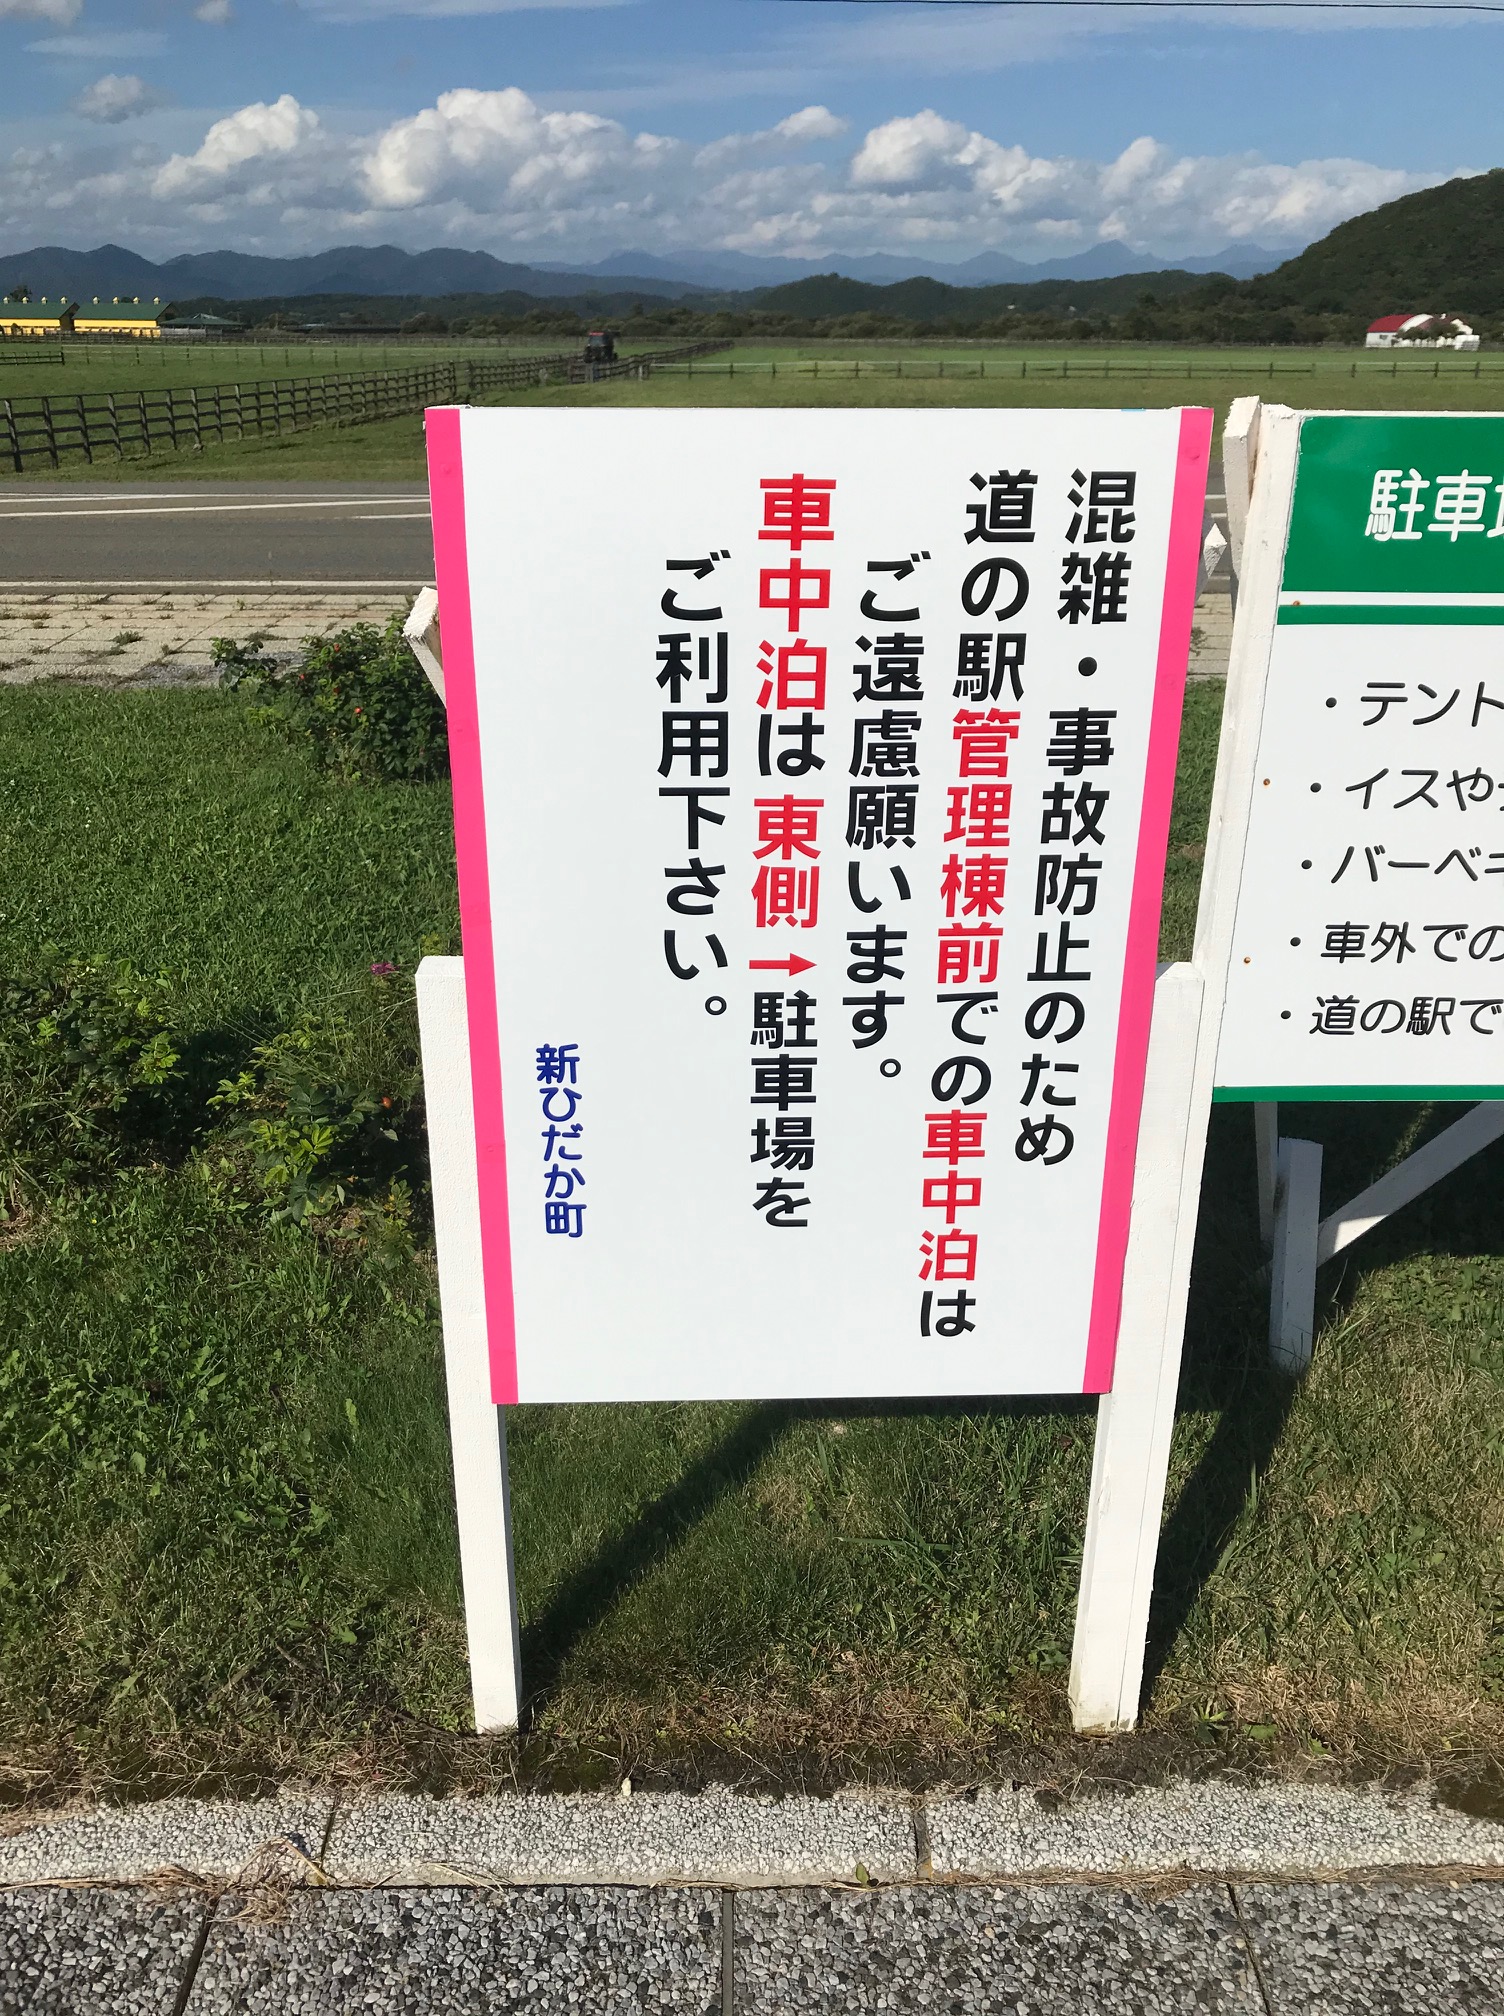 混雑・事故防止のため
道の駅管理棟前での車中泊は
ご遠慮願います。
車中泊は東側→駐車場を
ご利用下さい。
新ひだか町
駐車
・テント
・イスや
・バーベキ
・車外での
・道の駅で